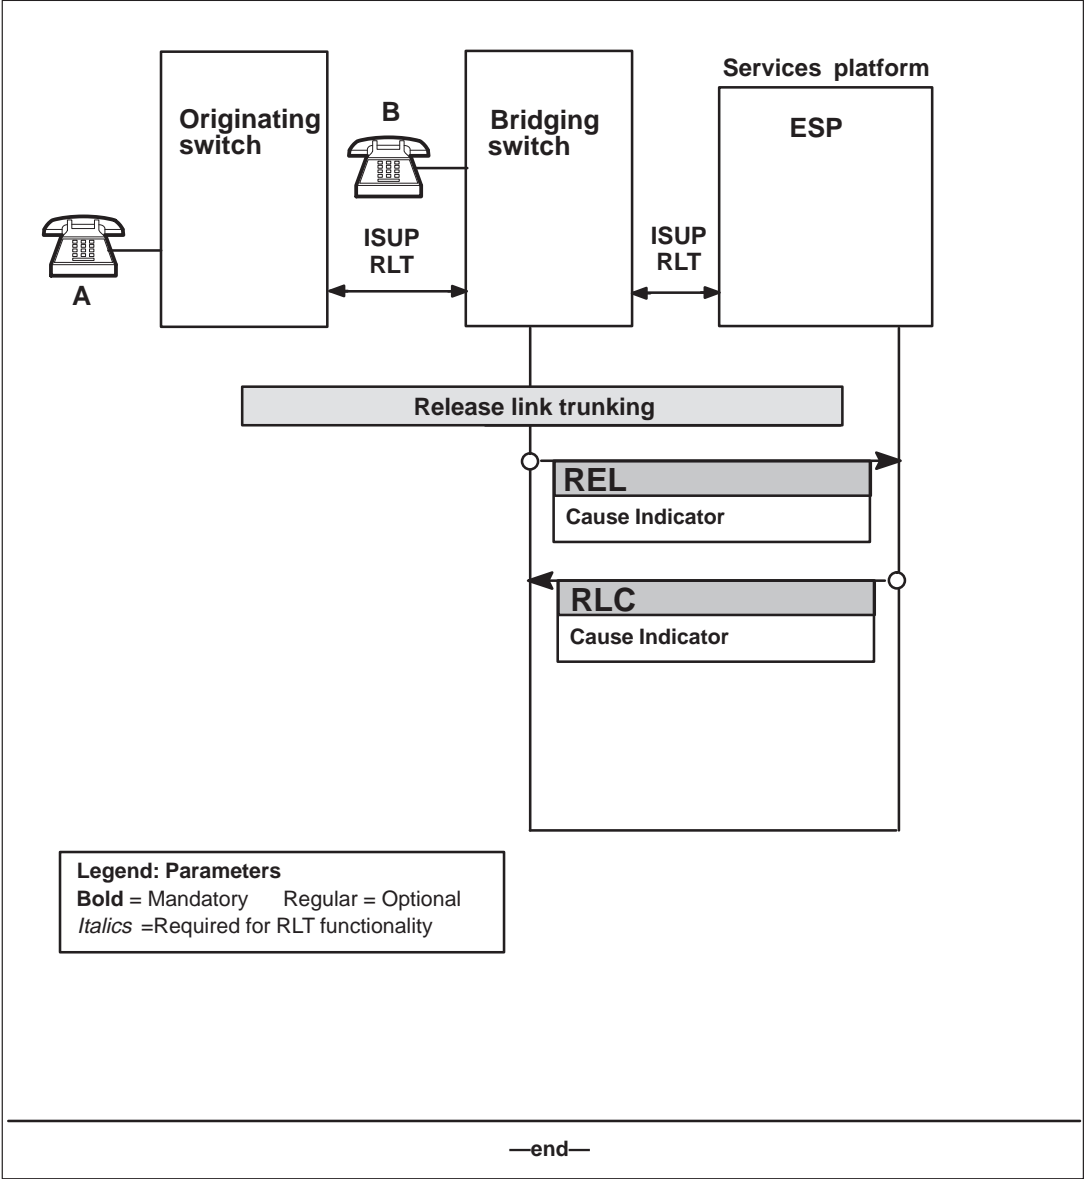 Services platform
Originating
switch
B
Bridging
switch
ESP
ISUP
RLT
ISUP
RLT
A
Release link trunking
REL
Cause Indicator
RLC
Cause Indicator
Legend: Parameters
Bold = Mandatory Regular = Optional
Italics =Required for RLT functionality
—end—